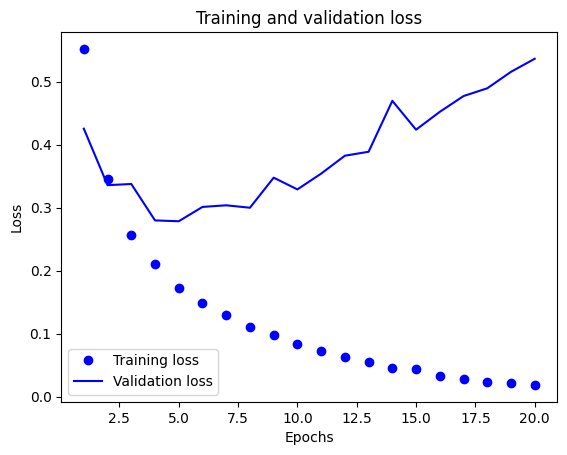 Training and validation loss
Loss
0.5
0.4
0.3
0.2
0.1
0.0
Training loss
Validation loss
2.5 5.0 7.5 10.0 12.5 15.0 17.5 20.0
Epochs